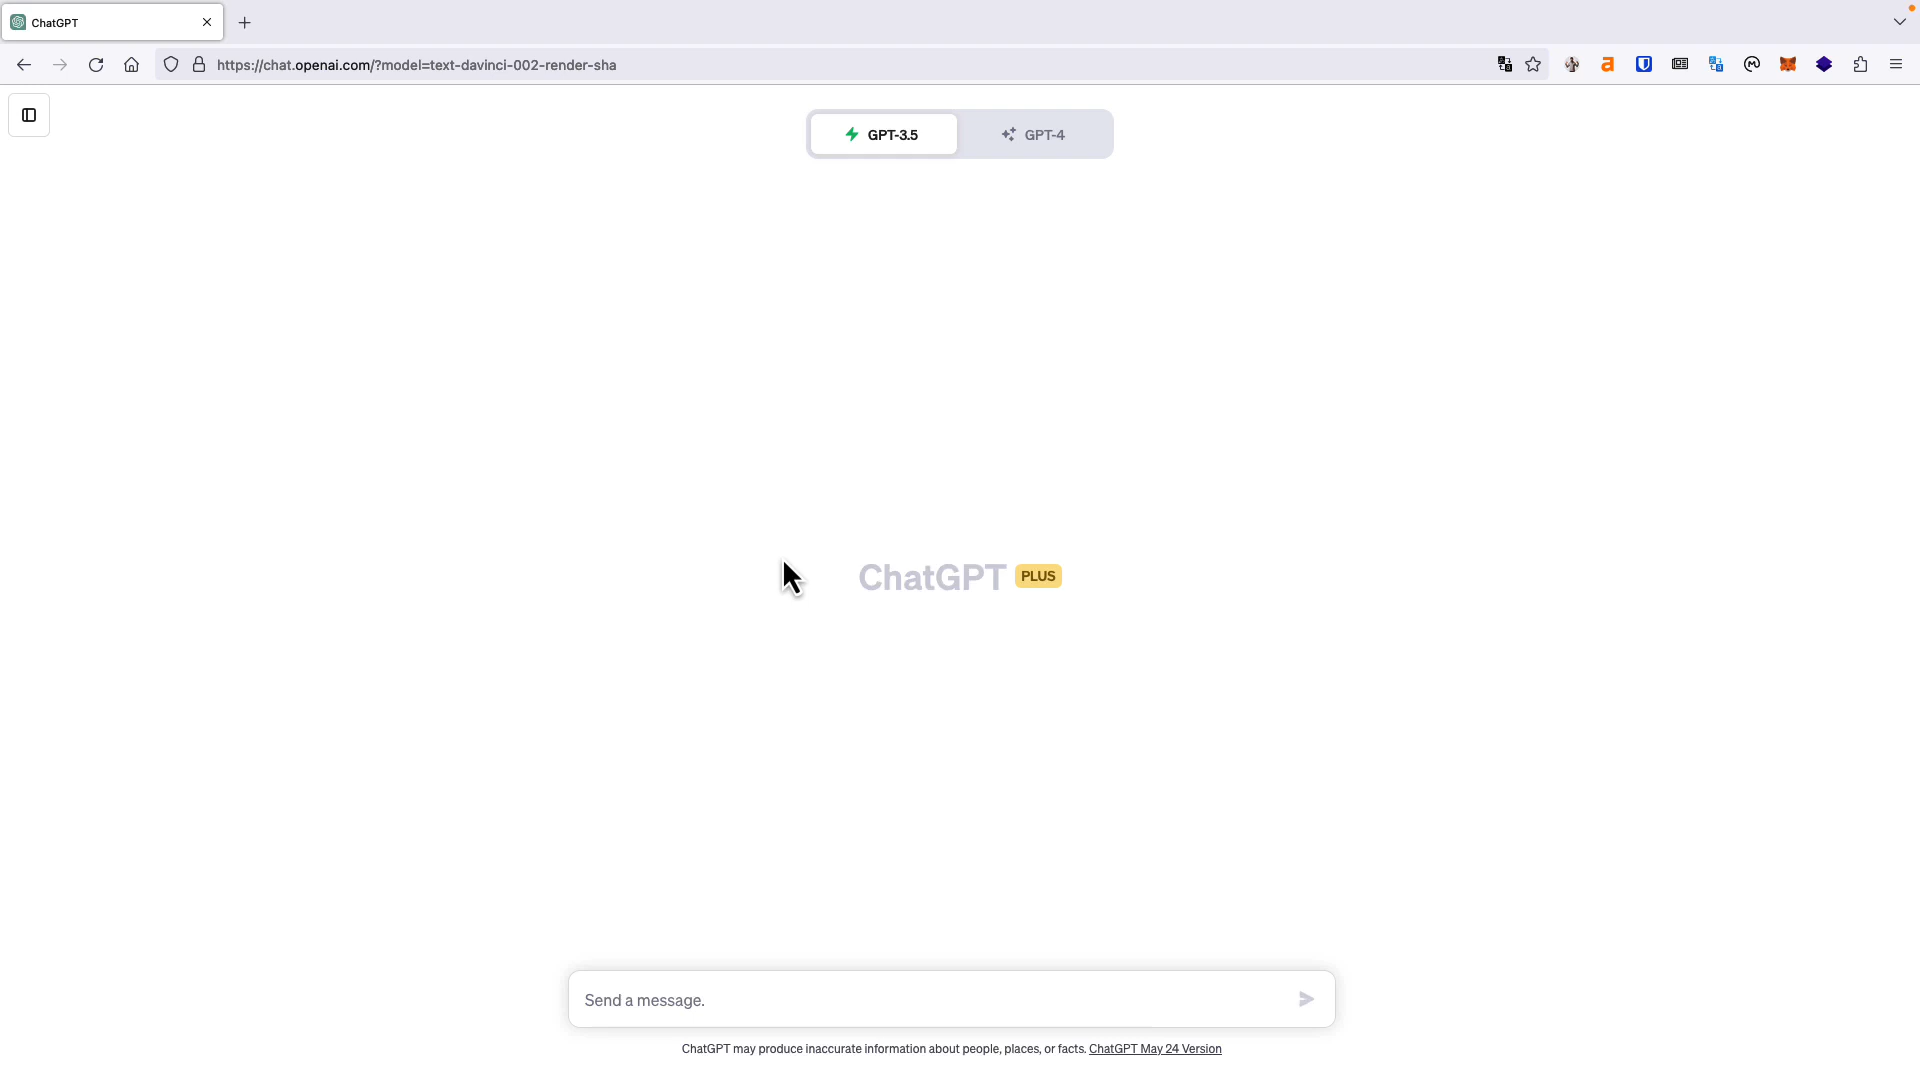 ChatGPT
https://chat.openai.com/?model=text-davinci-002-render-sha
GPT-3.5
GPT-4
ChatGPT PLUS
Send a message.
ChatGPT may produce inaccurate information about people, places, or facts. ChatGPT May 24 Version